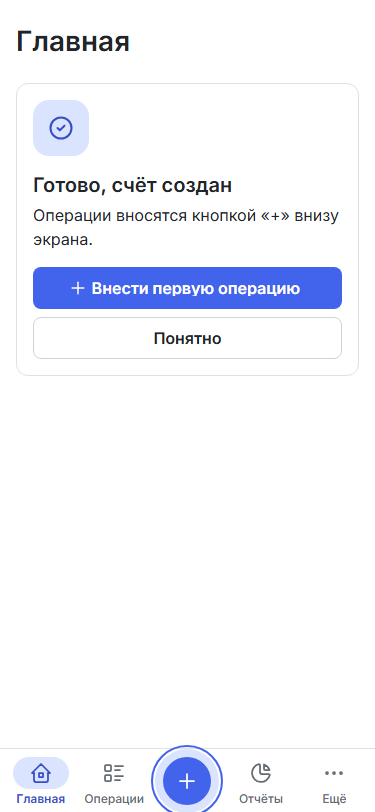 Главная
Готово, счёт создан
Операции вносятся кнопкой «+» внизу
экрана.
+ Внести первую операцию
Понятно
Главная
Операции
+
Отчёты
Ещё